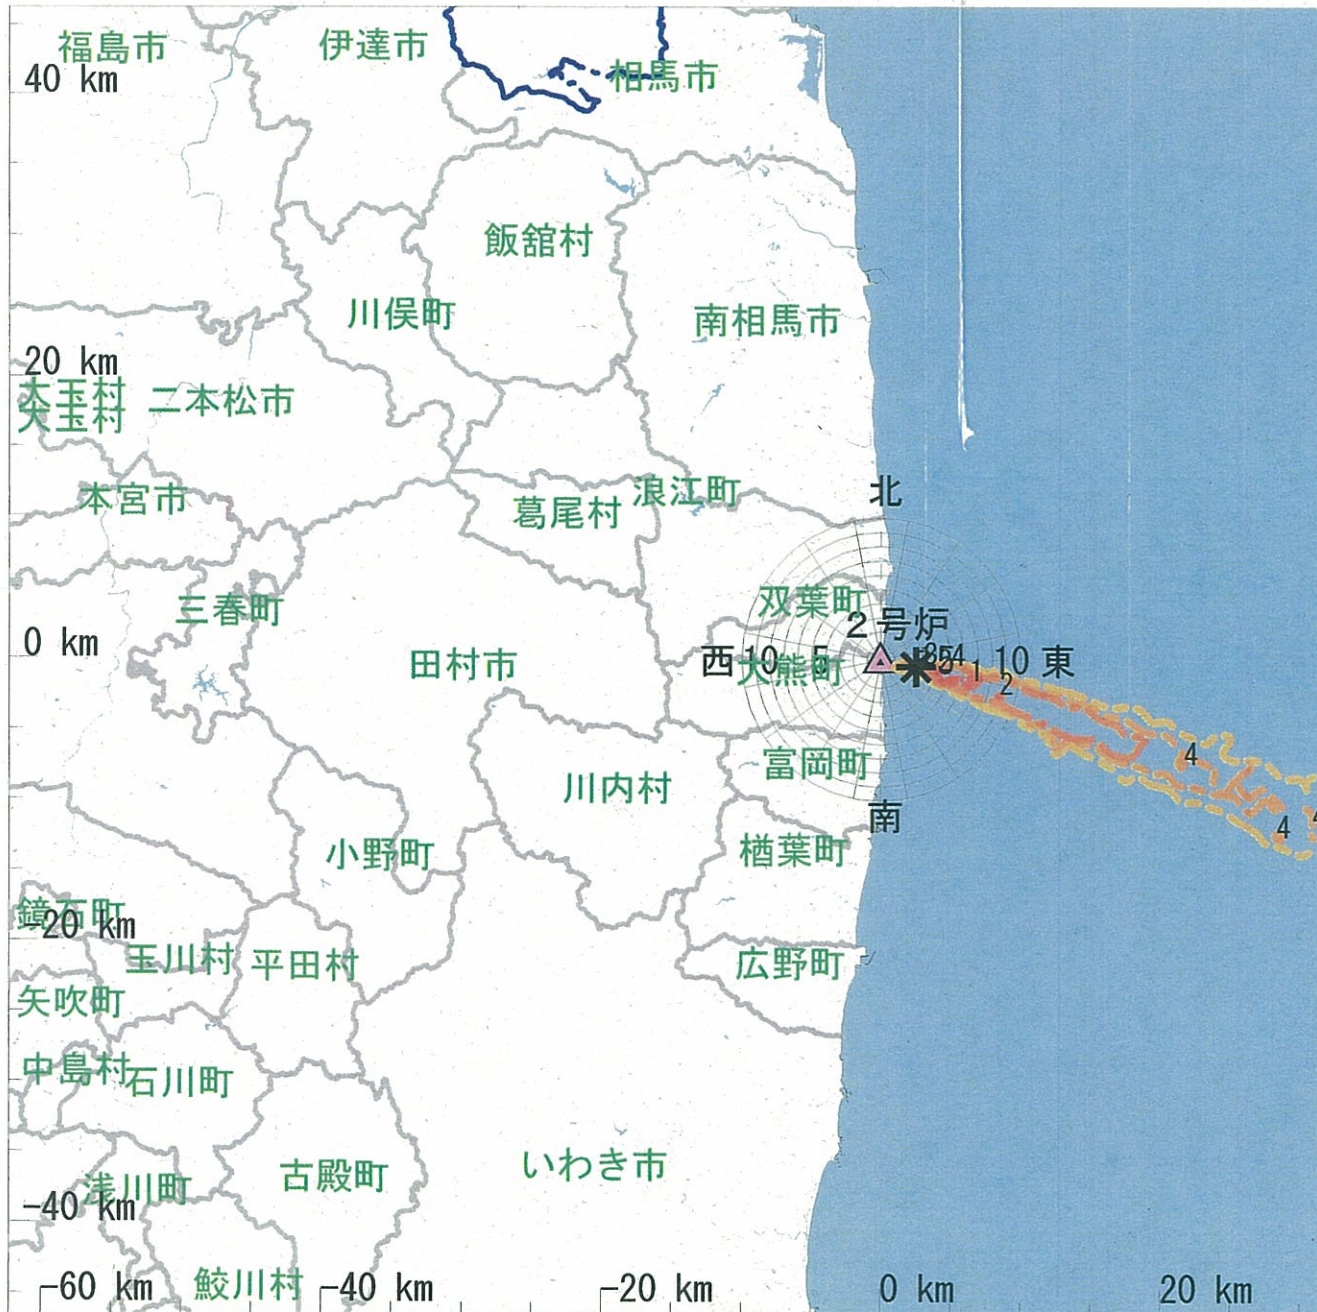 福島市
伊達市
相馬市
40 km
飯舘村
川俣町
南相馬市
20 km
大玉村
二本松市
大玉村
本宮市
葛尾村
浪江町
北
三春町
双葉町
2号炉
0 km
田村市
西
10
5
大熊町
10
東
1
2
4
富岡町
川内村
南
4
小野町
楢葉町
鏡石町
-20 km
玉川村
平田村
広野町
矢吹町
中島村
石川町
いわき市
古殿町
浅川町
-40 km
鮫川村
-60 km
-40 km
-20 km
0 km
20 km